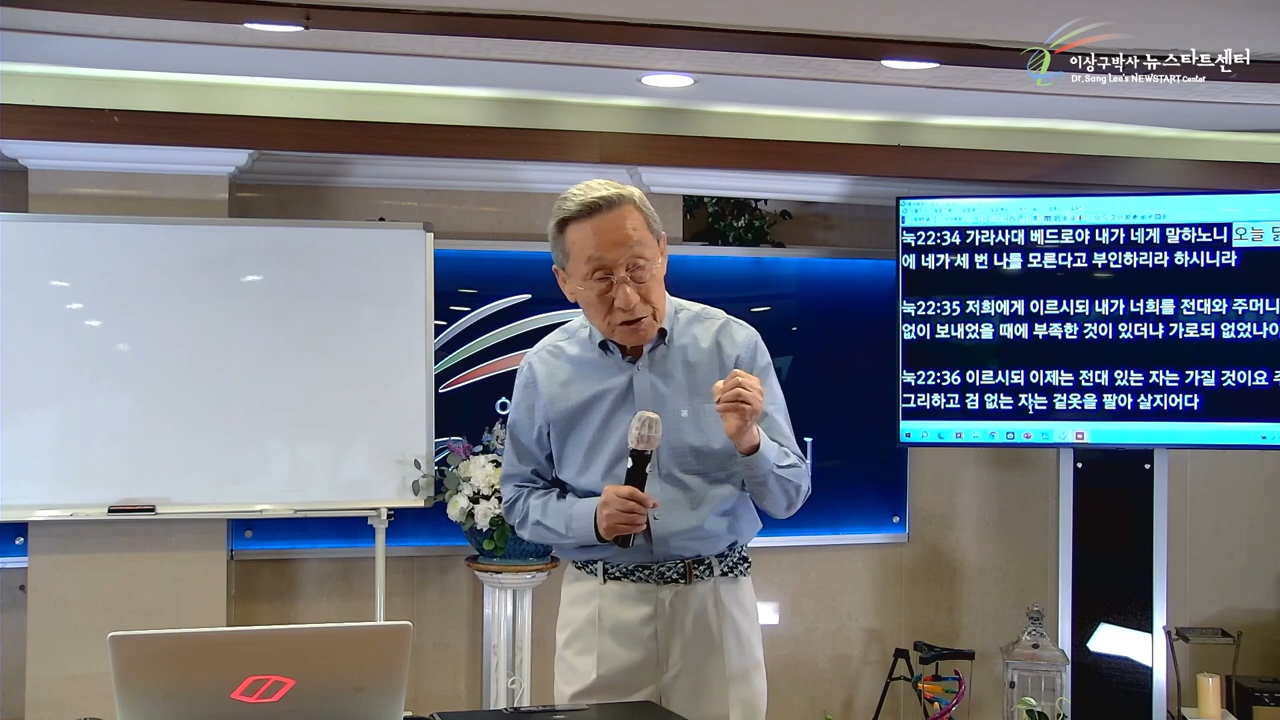 이상구박사 뉴스타트센터
Dr. Sang Lee's NEWSTART Center
눅22:34 가라사대 베드로야 내가 네게 말하노니 오늘 닭
에 네가 세 번 나를 모른다고 부인하리라 하시니라
눅22:35 저희에게 이르시되 내가 너희를 전대와 주머니
없이 보내었을 때에 부족한 것이 있더냐 가로되 없었나이
눅22:36 이르시되 이제는 전대 있는 자는 가질 것이요
그리하고 검 없는 자는 겉옷을 팔아 살지어다